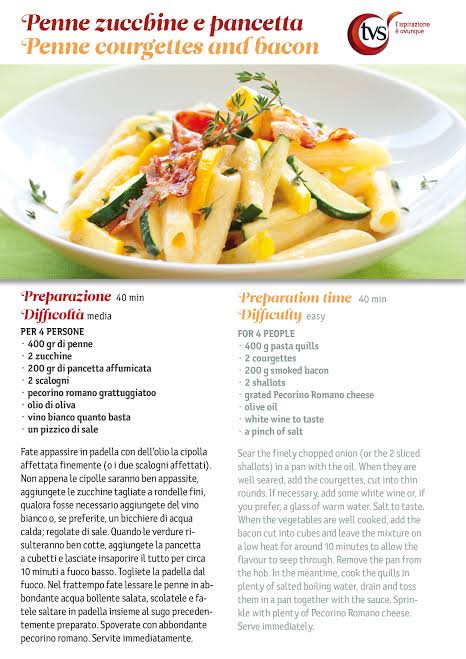 Penne zucchine e pancetta
Penne courgettes and bacon
tvs
l'ispirazione
è ovunque
Preparazione 40 min
Difficoltà media
PER 4 PERSONE
· 400 gr di penne
· 2 zucchine
· 200 gr di pancetta affumicata
· 2 scalogni
· pecorino romano grattuggiatoo
· olio di oliva
· vino bianco quanto basta
· un pizzico di sale
Fate appassire in padella con dell'olio la cipolla
affettata finemente (o i due scalogni affettati).
Non appena le cipolle saranno ben appassite,
aggiungete le zucchine tagliate a rondelle fini,
qualora fosse necessario aggiungete del vino
bianco o, se preferite, un bicchiere di acqua
calda; regolate di sale. Quando le verdure ri-
sulteranno ben cotte, aggiungete la pancetta
a cubetti e lasciate insaporire il tutto per circa
10 minuti a fuoco basso. Togliete la padella dal
fuoco. Nel frattempo fate lessare le penne in ab-
bondante acqua bollente salata, scolatele e fa-
tele saltare in padella insieme al sugo preceden-
temente preparato. Spoverate con abbondante
pecorino romano. Servite immediatamente.
Preparation time 40 min
Difficulty easy
FOR 4 PEOPLE
· 400 g pasta quills
· 2 courgettes
· 200 g smoked bacon
· 2 shallots
· grated Pecorino Romano cheese
· olive oil
· white wine to taste
· a pinch of salt
Sear the finely chopped onion (or the 2 sliced
shallots) in a pan with the oil. When they are
well seared, add the courgettes, cut into thin
rounds. If necessary, add some white wine or, if
you prefer, a glass of warm water. Salt to taste.
When the vegetables are well cooked, add the
bacon cut into cubes and leave the mixture on
a low heat for around 10 minutes to allow the
flavour to seep through. Remove the pan from
the hob. In the meantime, cook the quills in
plenty of salted boiling water, drain and toss
them in a pan together with the sauce. Sprin-
kle with plenty of Pecorino Romano cheese.
Serve immediately.